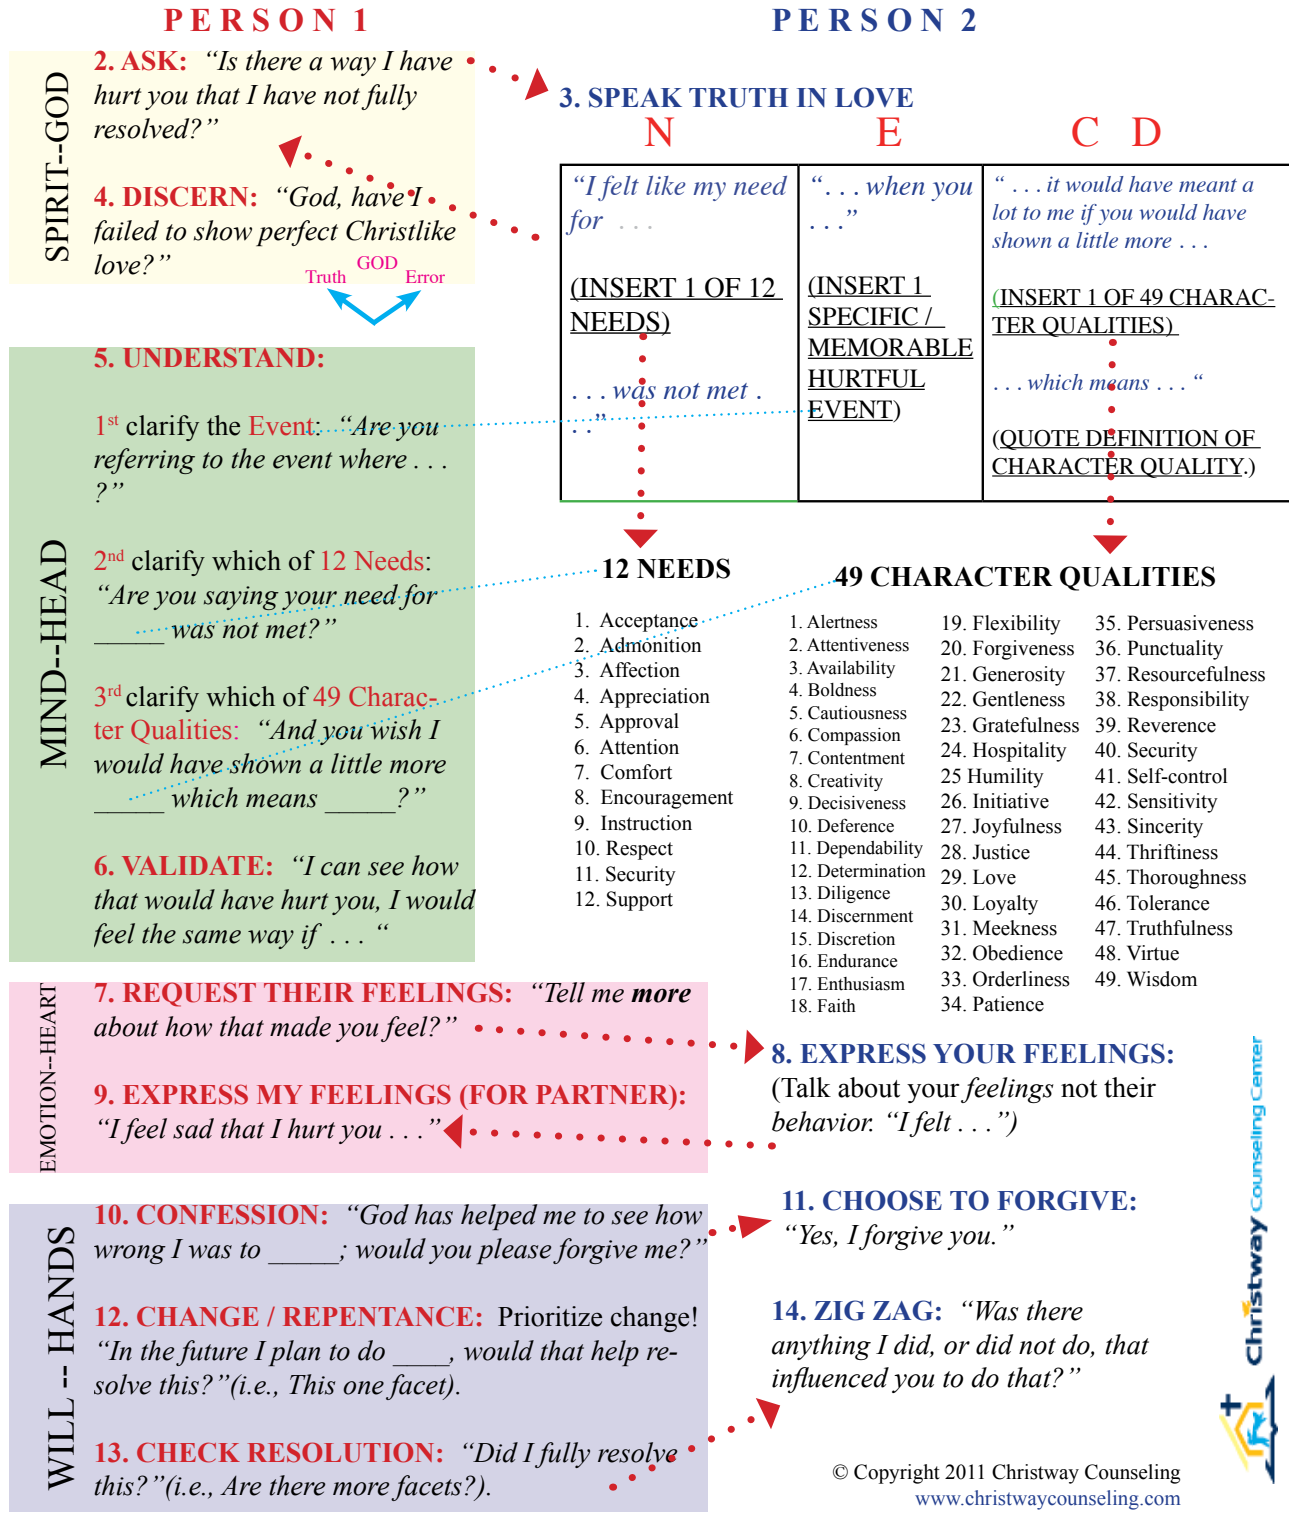 PERSON 1
PERSON 2
SPIRIT--GOD
2. ASK: “Is there a way I have
hurt you that I have not fully
resolved?”
4. DISCERN: “God, have I
failed to show perfect Christlike
love?”
Truth
GOD
Error
3. SPEAK TRUTH IN LOVE
N
E
C D
“I felt like my need
for . . .
(INSERT 1 OF 12
NEEDS)
. . . was not met .
. .”
“. . . when you
. . .”
(INSERT 1
SPECIFIC /
MEMORABLE
HURTFUL
EVENT)
“ . . . it would have meant a
lot to me if you would have
shown a little more . . .
(INSERT 1 OF 49 CHARAC-
TER QUALITIES)
. . . which means . . . “
(QUOTE DEFINITION OF
CHARACTER QUALITY.)
MIND--HEAD
5. UNDERSTAND:
1st clarify the Event: “Are you
referring to the event where . . .
?”
2nd clarify which of 12 Needs:
“Are you saying your need for
_____ was not met?”
3rd clarify which of 49 Charac-
ter Qualities: “And you wish I
would have shown a little more
_____ which means _____?”
6. VALIDATE: “I can see how
that would have hurt you, I would
feel the same way if . . . “
12 NEEDS
1. Acceptance
2. Admonition
3. Affection
4. Appreciation
5. Approval
6. Attention
7. Comfort
8. Encouragement
9. Instruction
10. Respect
11. Security
12. Support
49 CHARACTER QUALITIES
1. Alertness
2. Attentiveness
3. Availability
4. Boldness
5. Cautiousness
6. Compassion
7. Contentment
8. Creativity
9. Decisiveness
10. Deference
11. Dependability
12. Determination
13. Diligence
14. Discernment
15. Discretion
16. Endurance
17. Enthusiasm
18. Faith
19. Flexibility
20. Forgiveness
21. Generosity
22. Gentleness
23. Gratefulness
24. Hospitality
25 Humility
26. Initiative
27. Joyfulness
28. Justice
29. Love
30. Loyalty
31. Meekness
32. Obedience
33. Orderliness
34. Patience
35. Persuasiveness
36. Punctuality
37. Resourcefulness
38. Responsibility
39. Reverence
40. Security
41. Self-control
42. Sensitivity
43. Sincerity
44. Thriftiness
45. Thoroughness
46. Tolerance
47. Truthfulness
48. Virtue
49. Wisdom
EMOTION--HEART
7. REQUEST THEIR FEELINGS: “Tell me more
about how that made you feel?”
8. EXPRESS YOUR FEELINGS:
(Talk about your feelings not their
behavior. “I felt . . .”)
9. EXPRESS MY FEELINGS (FOR PARTNER):
“I feel sad that I hurt you . . .”
WILL -- HANDS
10. CONFESSION: “God has helped me to see how
wrong I was to _____; would you please forgive me?”
11. CHOOSE TO FORGIVE:
“Yes, I forgive you.”
12. CHANGE / REPENTANCE: Prioritize change!
“In the future I plan to do ____, would that help re-
solve this?”(i.e., This one facet).
13. CHECK RESOLUTION: “Did I fully resolve
this?”(i.e., Are there more facets?).
14. ZIG ZAG: “Was there
anything I did, or did not do, that
influenced you to do that?”
Christway Counseling Center
© Copyright 2011 Christway Counseling
www.christwaycounseling.com